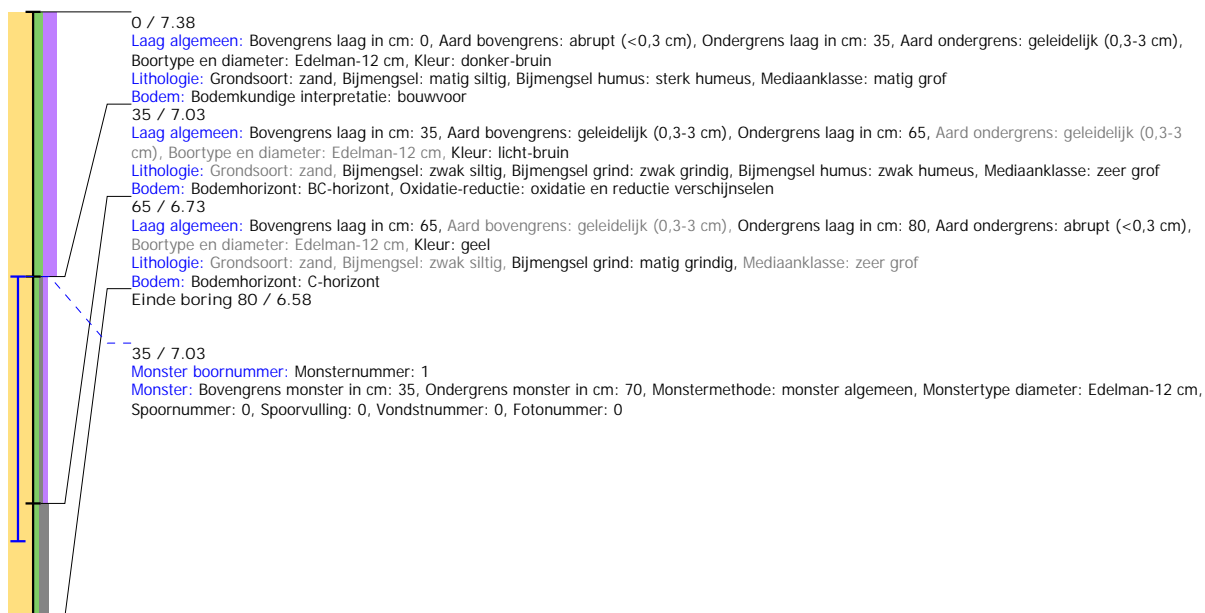 0 / 7.38
Laag algemeen: Bovengrens laag in cm: 0, Aard bovengrens: abrupt (<0,3 cm), Ondergrens laag in cm: 35, Aard ondergrens: geleidelijk (0,3-3 cm),
Boortype en diameter: Edelman-12 cm, Kleur: donker-bruin
Lithologie: Grondsoort: zand, Bijmengsel: matig siltig, Bijmengsel humus: sterk humeus, Mediaanklasse: matig grof
Bodem: Bodemkundige interpretatie: bouwvoor
35 / 7.03
Laag algemeen: Bovengrens laag in cm: 35, Aard bovengrens: geleidelijk (0,3-3 cm), Ondergrens laag in cm: 65, Aard ondergrens: geleidelijk (0,3-3
cm), Boortype en diameter: Edelman-12 cm, Kleur: licht-bruin
Lithologie: Grondsoort: zand, Bijmengsel: zwak siltig, Bijmengsel grind: zwak grindig, Bijmengsel humus: zwak humeus, Mediaanklasse: zeer grof
Bodem: Bodemhorizont: BC-horizont, Oxidatie-reductie: oxidatie en reductie verschijnselen
65 / 6.73
Laag algemeen: Bovengrens laag in cm: 65, Aard bovengrens: geleidelijk (0,3-3 cm), Ondergrens laag in cm: 80, Aard ondergrens: abrupt (<0,3 cm),
Boortype en diameter: Edelman-12 cm, Kleur: geel
Lithologie: Grondsoort: zand, Bijmengsel: zwak siltig, Bijmengsel grind: matig grindig, Mediaanklasse: zeer grof
Bodem: Bodemhorizont: C-horizont
Einde boring 80 / 6.58
35 / 7.03
Monster boornummer: Monsternummer: 1
Monster: Bovengrens monster in cm: 35, Ondergrens monster in cm: 70, Monstermethode: monster algemeen, Monstertype diameter: Edelman-12 cm,
Spoornummer: 0, Spoorvulling: 0, Vondstnummer: 0, Fotonummer: 0